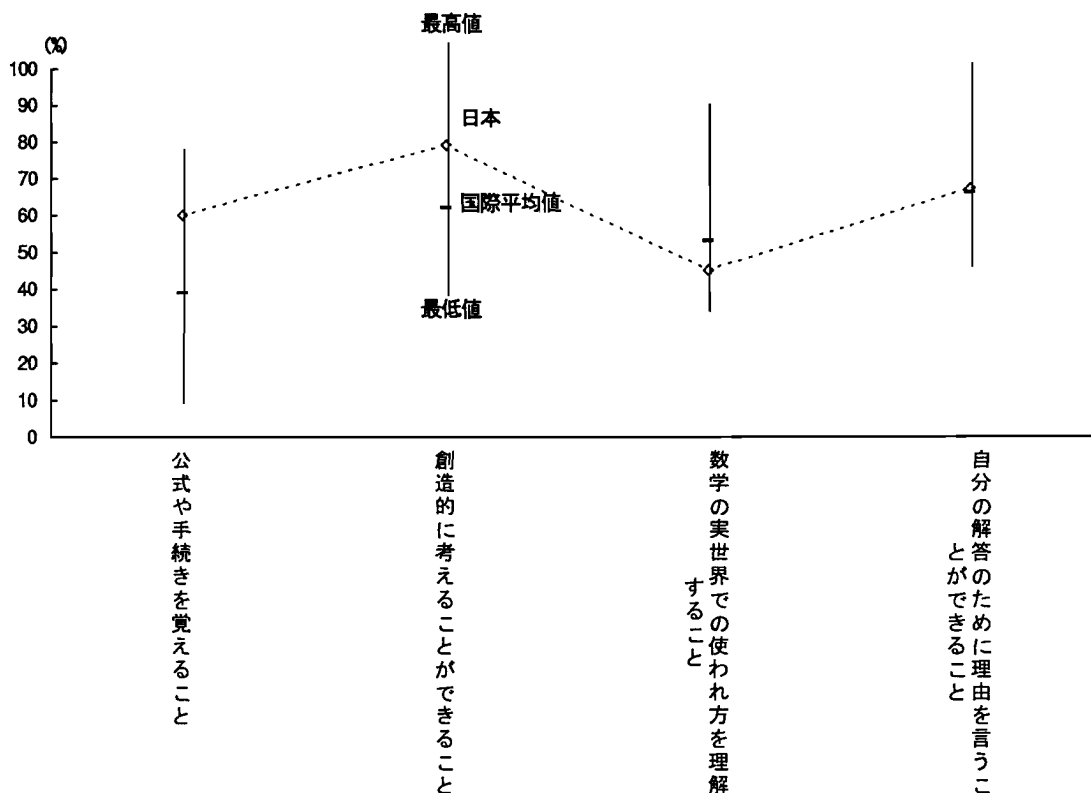 最高値
(%)
100
90
80
70
60
50
40
30
20
10
0
日本
国際平均値
最低値
公式や手続きを覚えること
創造的に考えることができること
数学の実世界での使われ方を理解
すること
自分の解答のために理由を言うこ
とができること